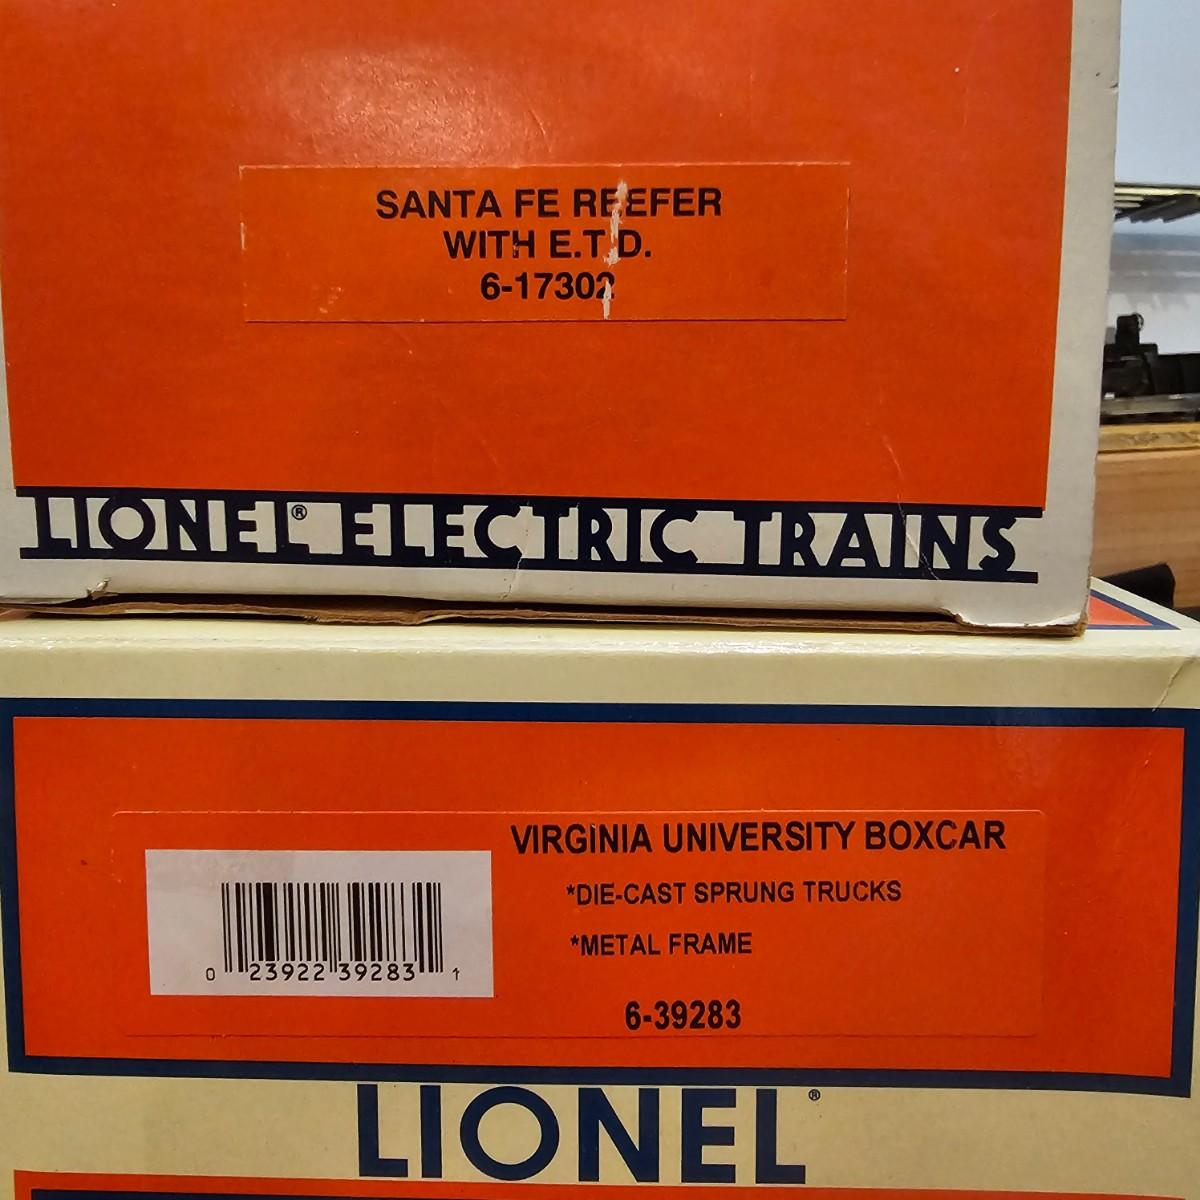 SANTA FE REEFER
WITH E.T.D.
6-17302
LIONEL® ELECTRIC TRAINS
VIRGINIA UNIVERSITY BOXCAR
*DIE-CAST SPRUNG TRUCKS
*METAL FRAME
0 23922 39283 1
6-39283
LIONEL®